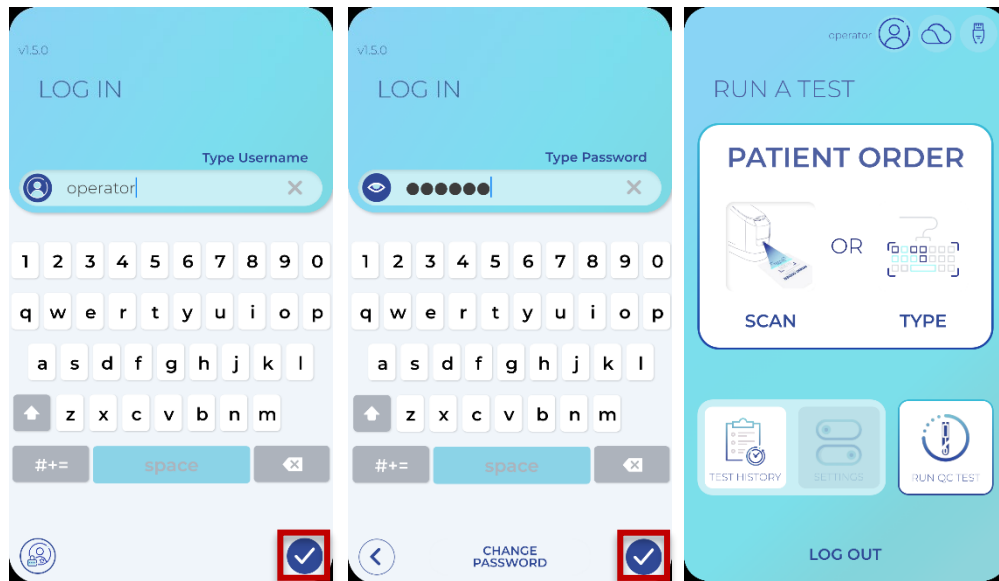 v1.5.0
LOG IN
Type Username
operator
1 2 3 4 5 6 7 8 9 0
q w e r t y u i o p
a s d f g h j k l
z x c v b n m
#+= space
v1.5.0
LOG IN
Type Password
●●●●●●
1 2 3 4 5 6 7 8 9 0
q w e r t y u i o p
a s d f g h j k l
z x c v b n m
#+= space
CHANGE
PASSWORD
operator
RUN A TEST
PATIENT ORDER
OR
SCAN TYPE
TEST HISTORY SETTINGS RUN QC TEST
LOG OUT